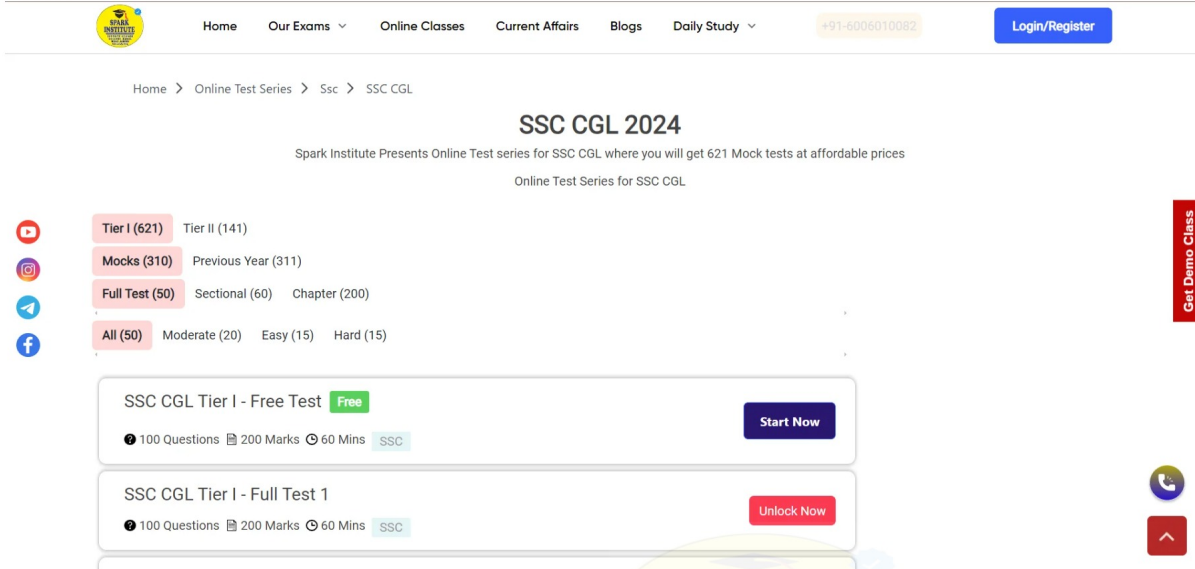 SPARK
INSTITUTE
Home
Our Exams
Online Classes
Current Affairs
Blogs
Daily Study
+91-6006010082
Login/Register
Home > Online Test Series > Ssc > SSC CGL
SSC CGL 2024
Spark Institute Presents Online Test series for SSC CGL where you will get 621 Mock tests at affordable prices
Online Test Series for SSC CGL
Tier I (621) Tier II (141)
Mocks (310) Previous Year (311)
Full Test (50) Sectional (60) Chapter (200)
All (50) Moderate (20) Easy (15) Hard (15)
Get Demo Class
SSC CGL Tier I - Free Test Free
100 Questions 200 Marks 60 Mins SSC
Start Now
SSC CGL Tier I - Full Test 1
100 Questions 200 Marks 60 Mins SSC
Unlock Now